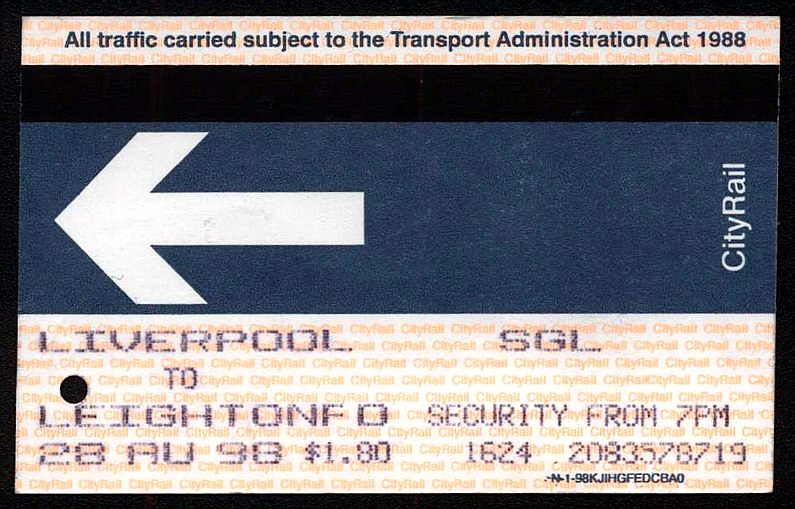 All traffic carried subject to the Transport Administration Act 1988
CityRail
LIVERPOOL SGL
TO
LEIGHTONFD SECURITY FROM 7PM
28 AU 98 $1.80 1624 2083578719
-N-1-98KJIHGFEDCBA0